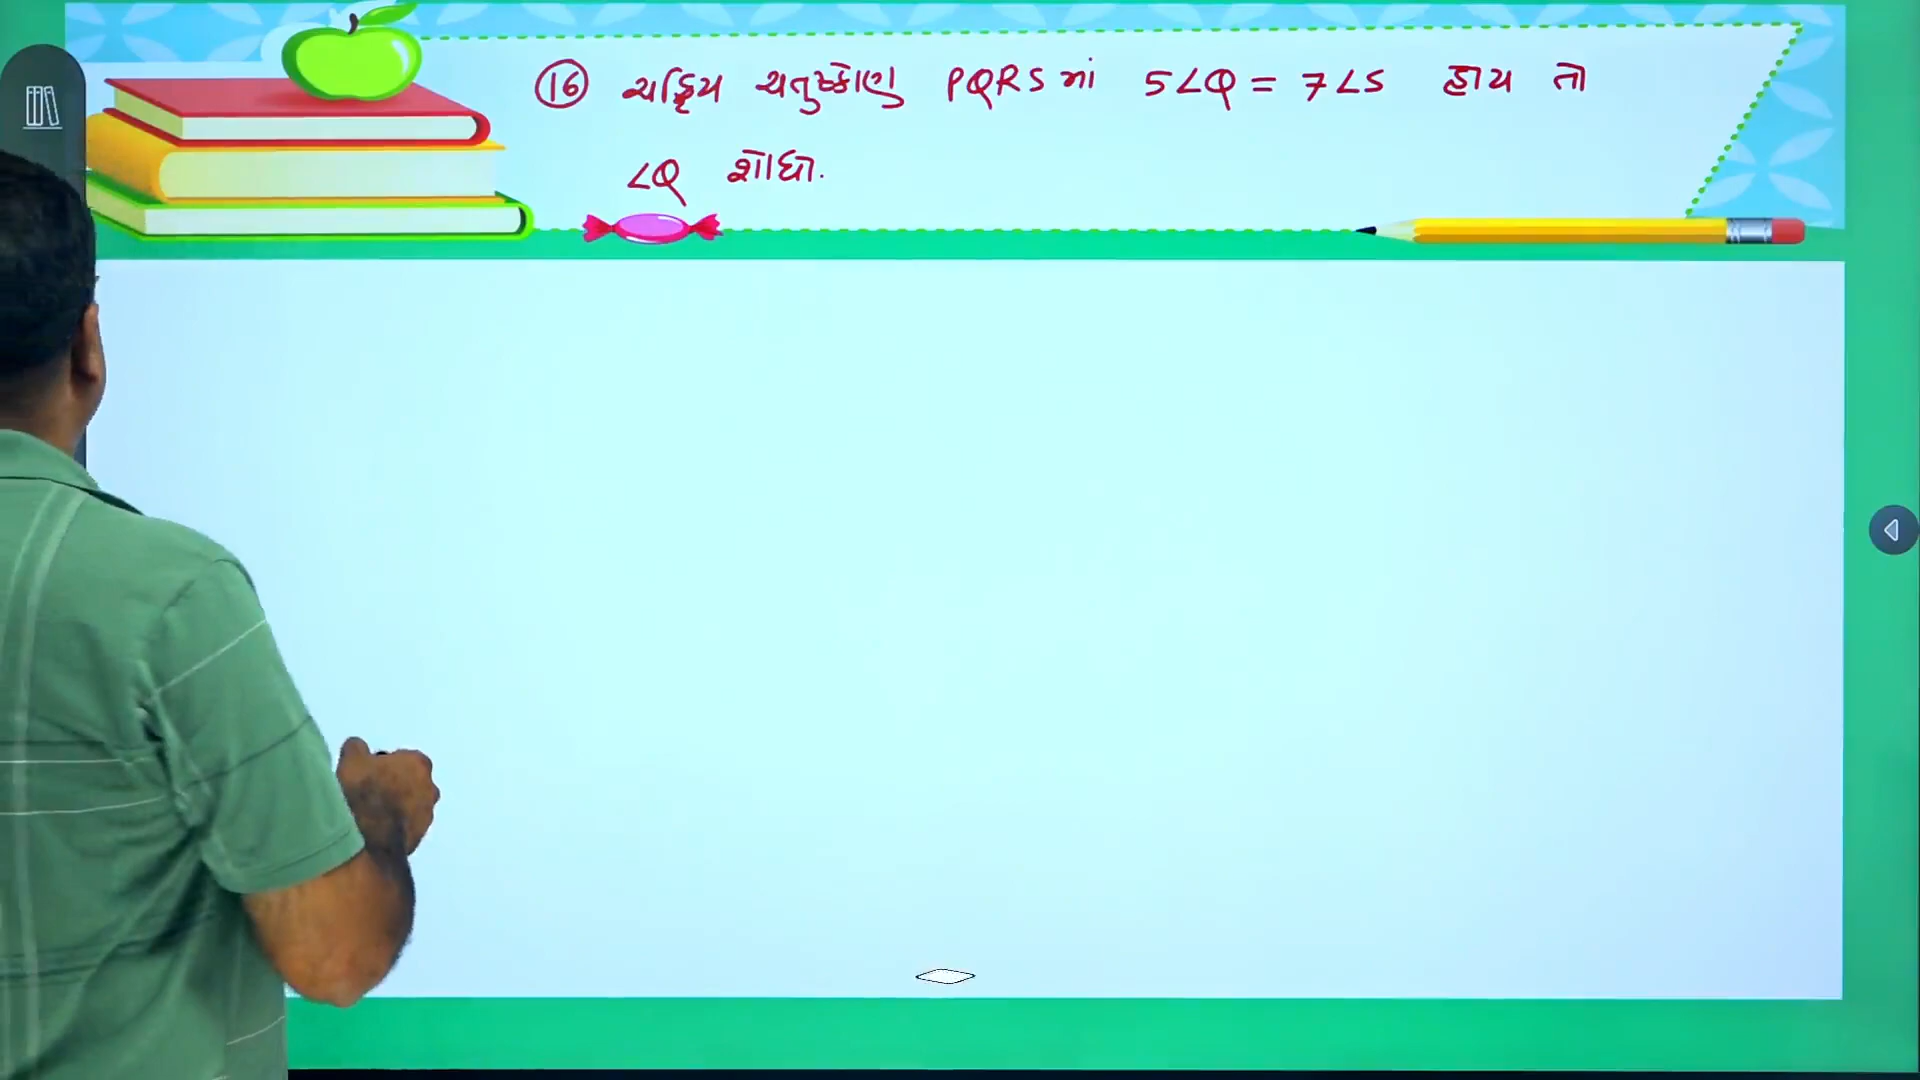 16 ચક્રિય ચતુષ્કોણ PQRS માં 5∠Q = 7∠S હોય તો
∠Q શોધો.